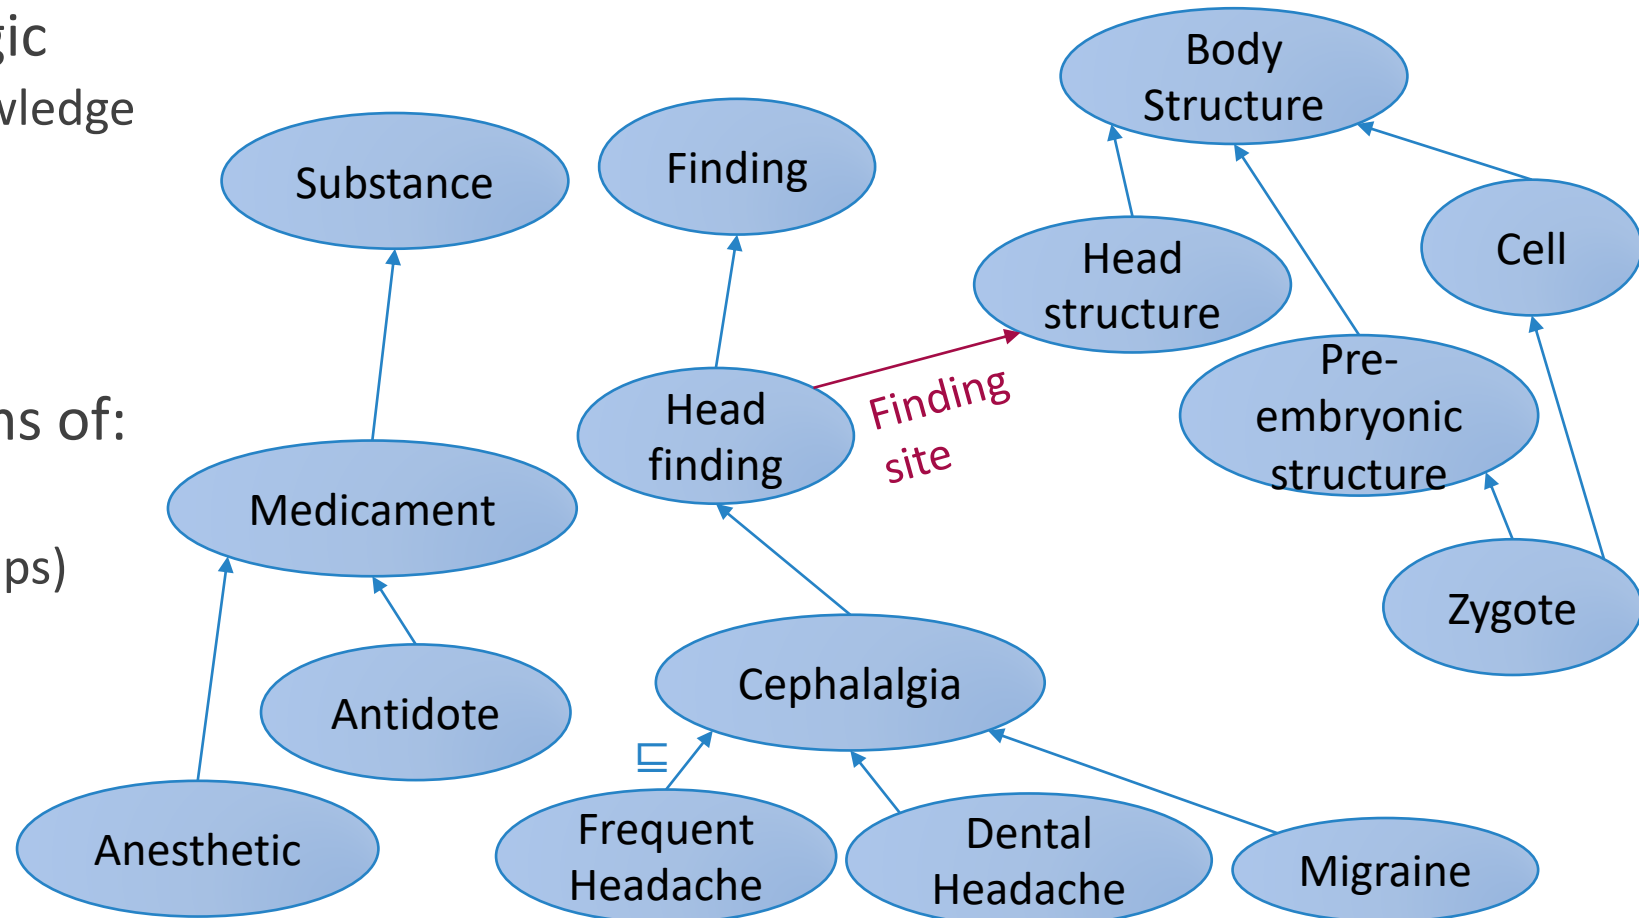 gic
wledge
ns of:
ps)
Substance
Finding
Body
Structure
Head
structure
Cell
Pre-
embryonic
structure
Zygote
Head
finding
Finding
site
Medicament
Antidote
Anesthetic
Cephalalgia
⊑
Frequent
Headache
Dental
Headache
Migraine